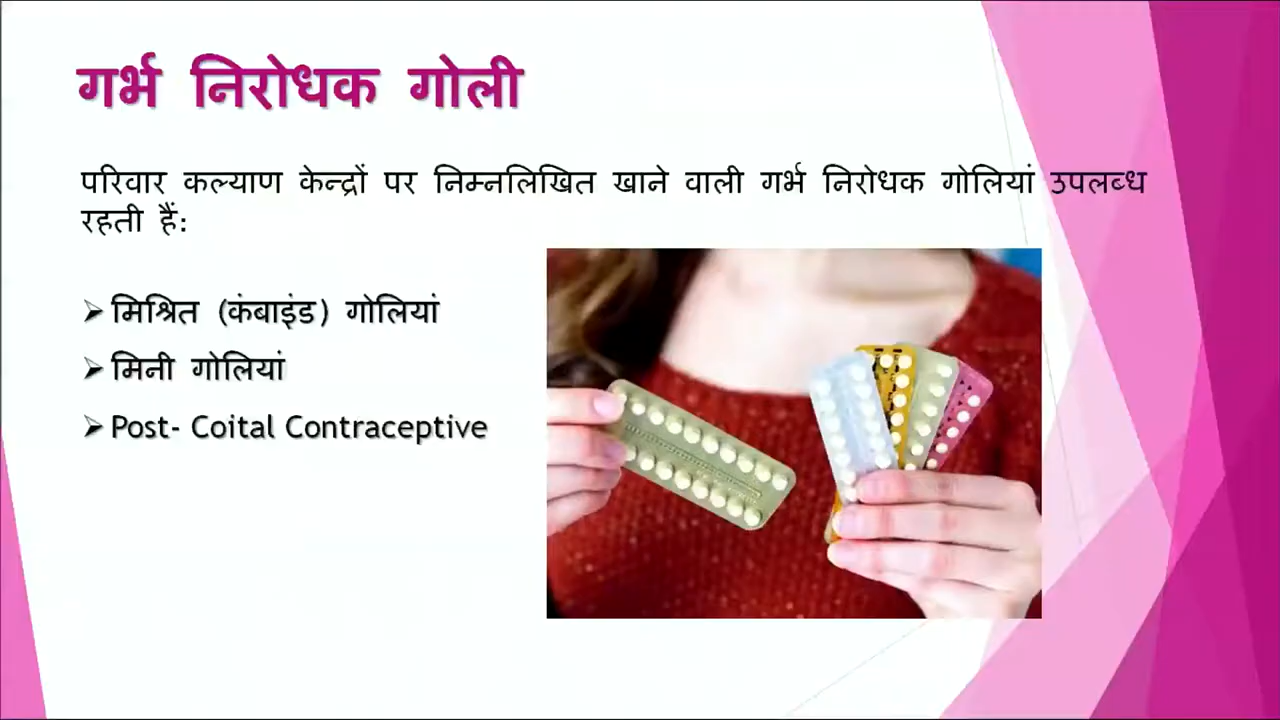 गर्भ निरोधक गोली
परिवार कल्याण केन्द्रों पर निम्नलिखित खाने वाली गर्भ निरोधक गोलियां उपलब्ध
रहती हैं:
मिश्रित (कंबाइंड) गोलियां
मिनी गोलियां
Post- Coital Contraceptive